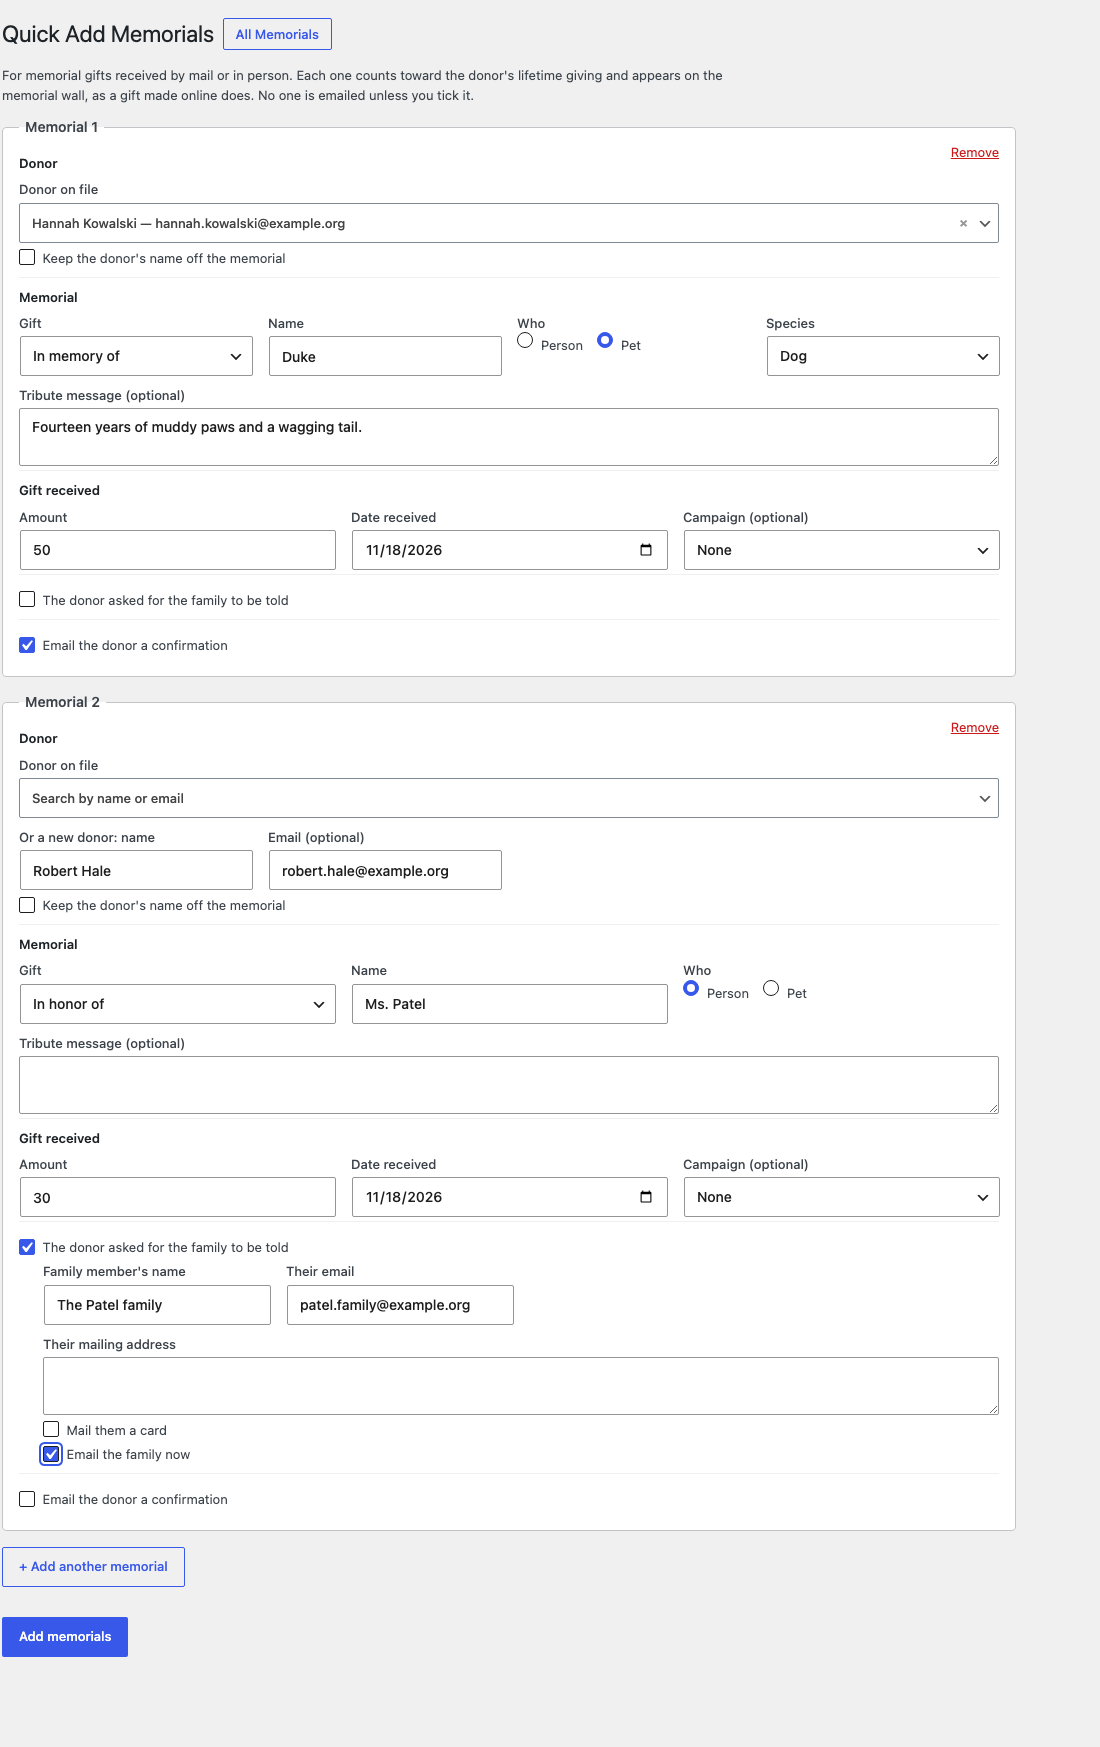 Quick Add Memorials
All Memorials
For memorial gifts received by mail or in person. Each one counts toward the donor's lifetime giving and appears on the
memorial wall, as a gift made online does. No one is emailed unless you tick it.
Memorial 1
Remove
Donor
Donor on file
Hannah Kowalski — hannah.kowalski@example.org
×
Keep the donor's name off the memorial
Memorial
Gift Name Who Species
In memory of Duke Person Pet Dog
Tribute message (optional)
Fourteen years of muddy paws and a wagging tail.
Gift received
Amount Date received Campaign (optional)
50 11/18/2026 None
The donor asked for the family to be told
Email the donor a confirmation
Memorial 2
Remove
Donor
Donor on file
Search by name or email
Or a new donor: name Email (optional)
Robert Hale robert.hale@example.org
Keep the donor's name off the memorial
Memorial
Gift Name Who
In honor of Ms. Patel Person Pet
Tribute message (optional)
Gift received
Amount Date received Campaign (optional)
30 11/18/2026 None
The donor asked for the family to be told
Family member's name Their email
The Patel family patel.family@example.org
Their mailing address
Mail them a card
Email the family now
Email the donor a confirmation
+ Add another memorial
Add memorials